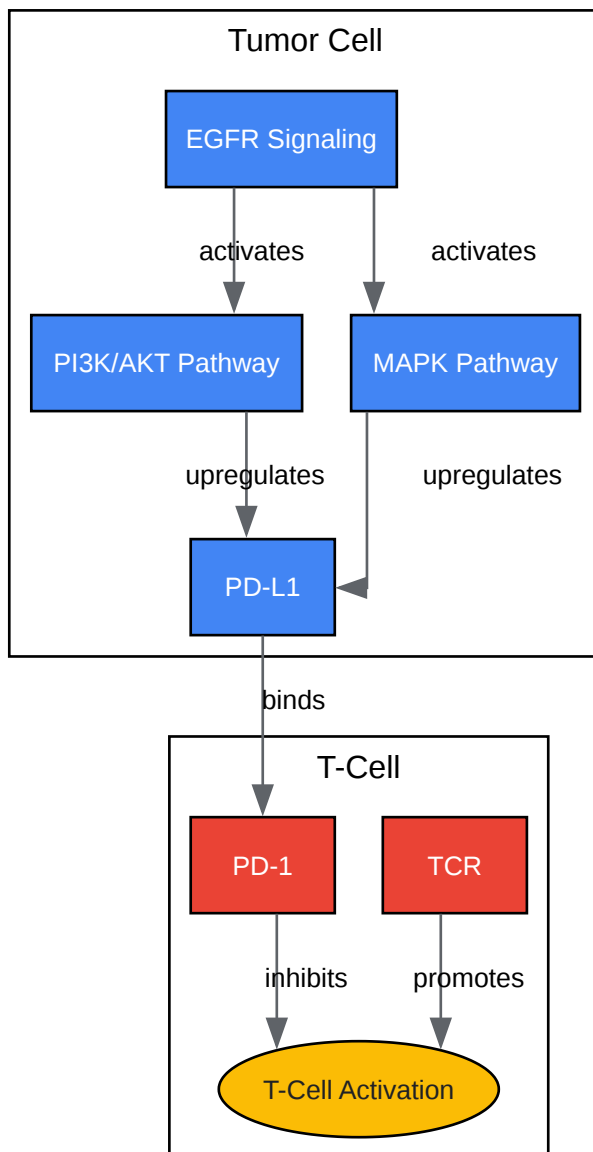 Tumor Cell
EGFR Signaling
activates
activates
PI3K/AKT Pathway
MAPK Pathway
upregulates
upregulates
PD-L1
binds
T-Cell
PD-1
TCR
inhibits
promotes
T-Cell Activation